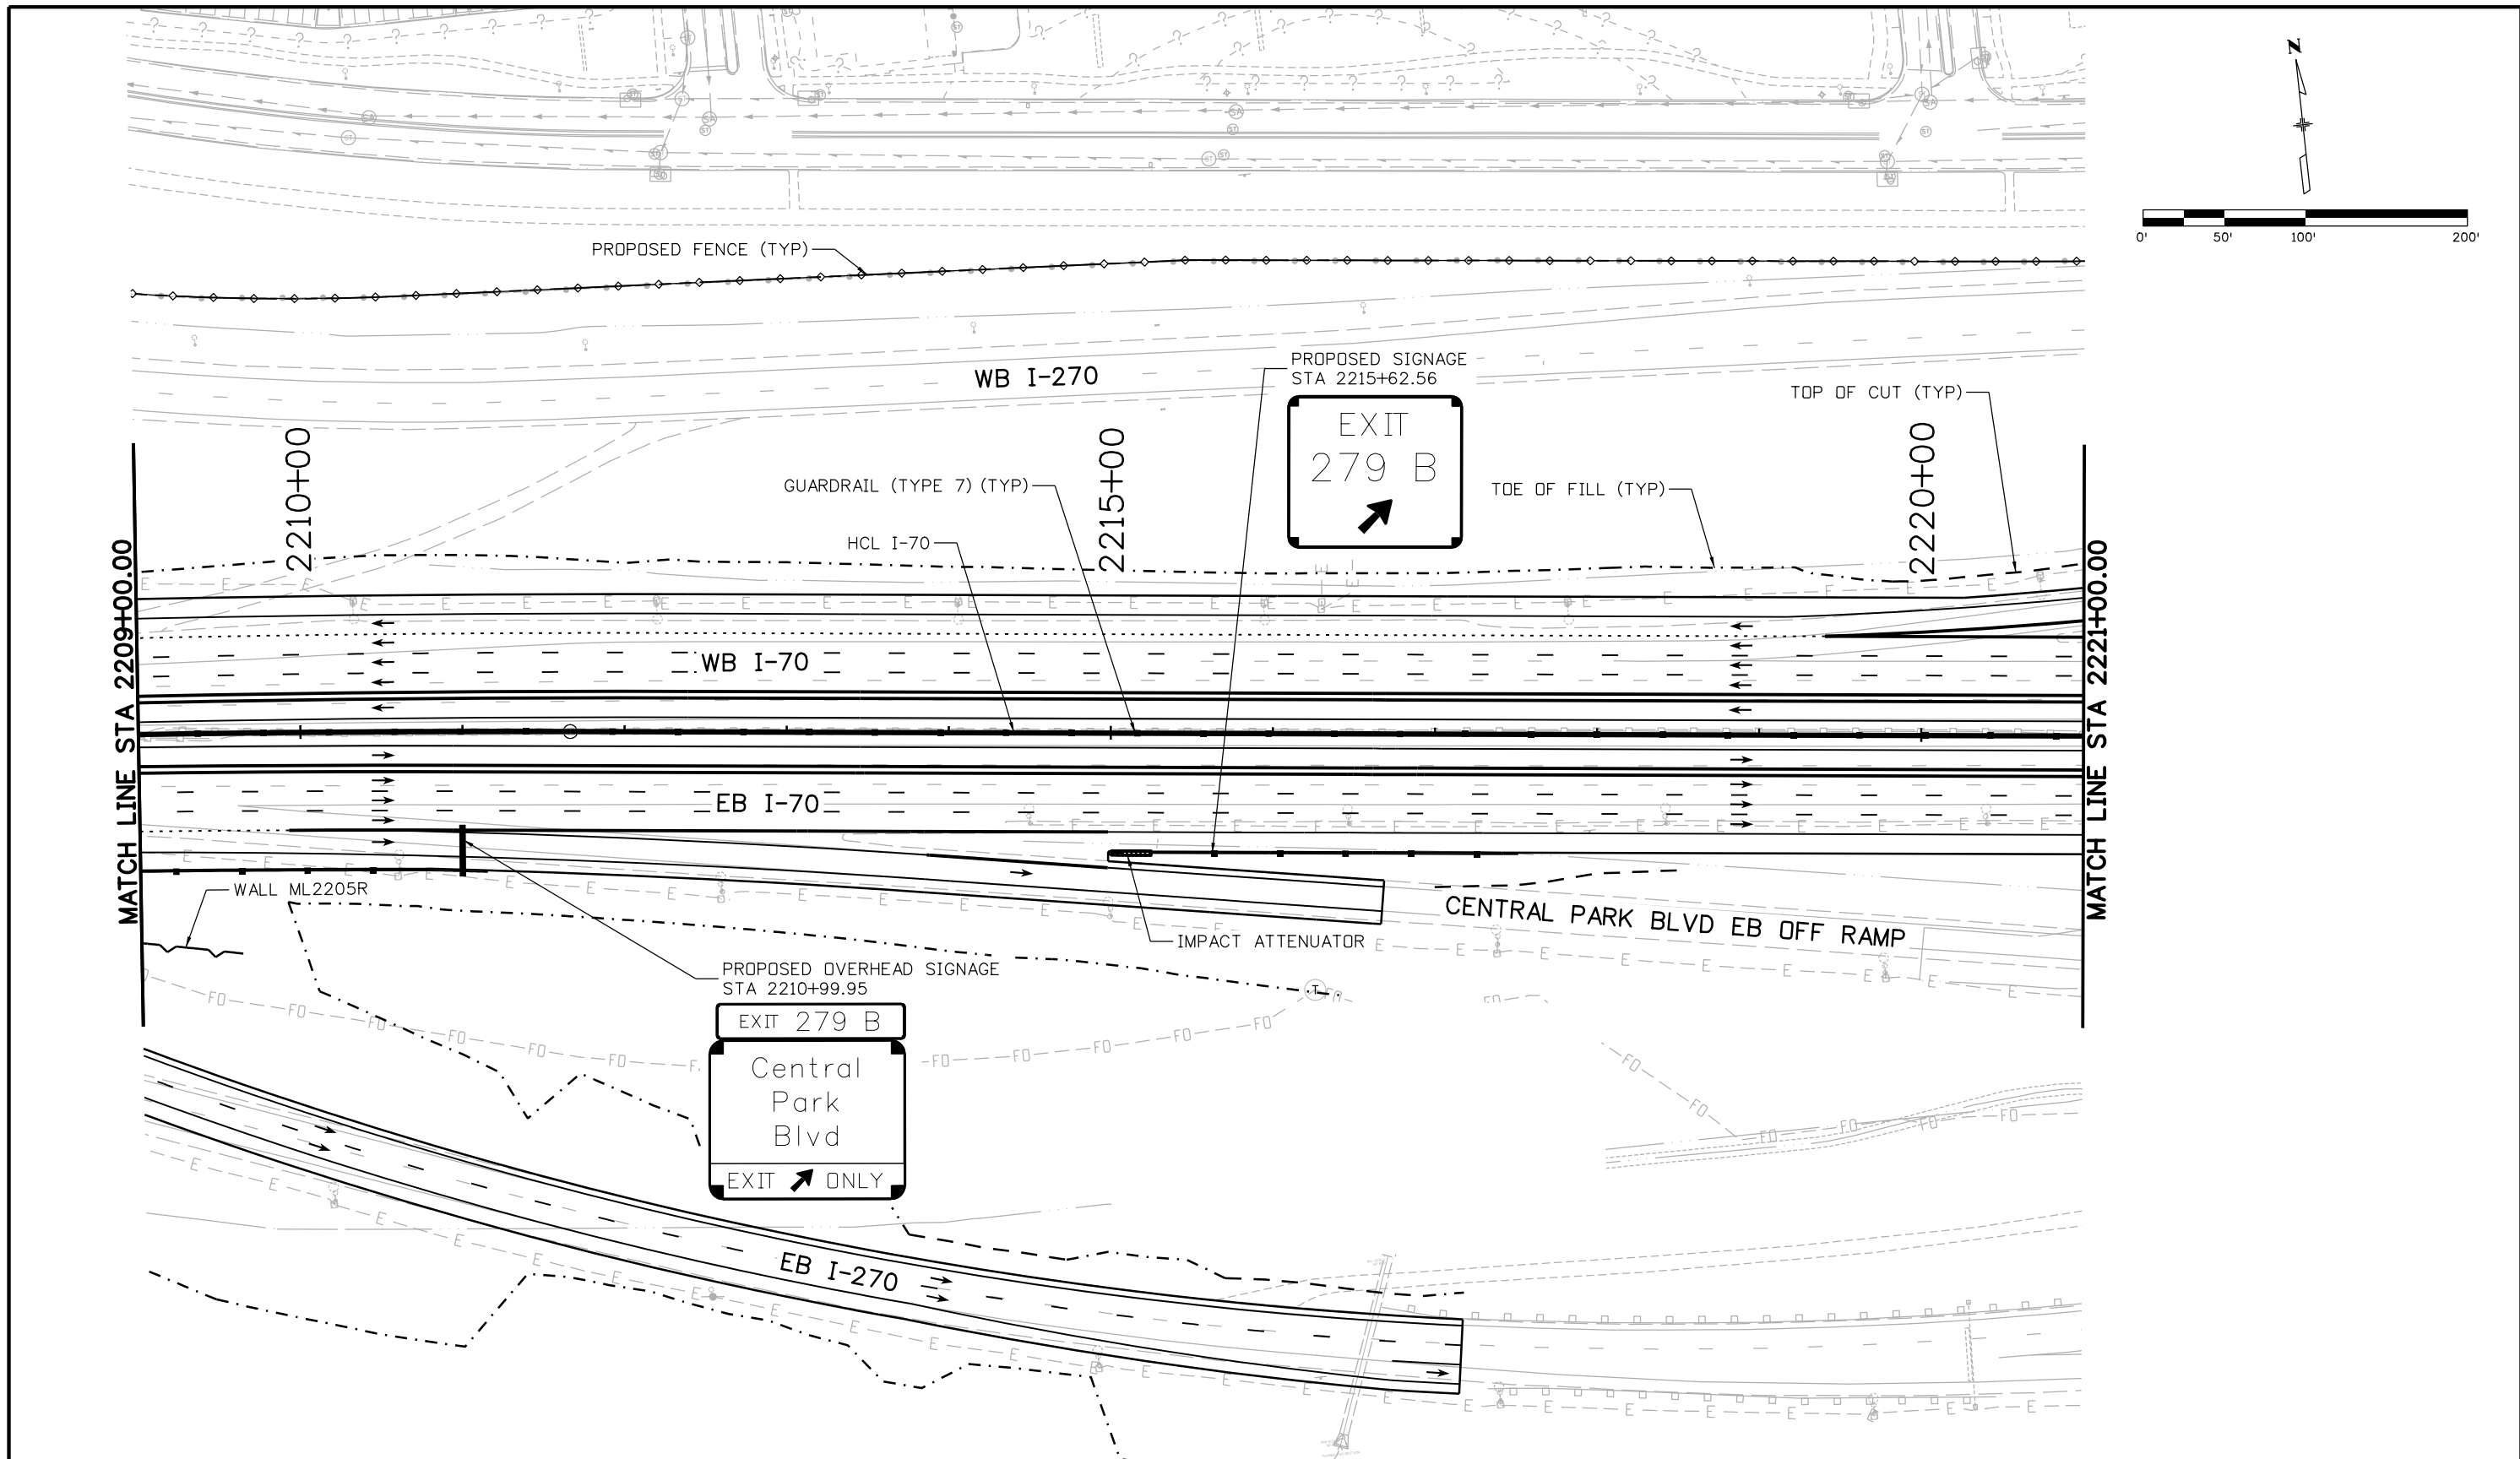 N
0' 50' 100' 200'
PROPOSED FENCE (TYP)
WB I-270
PROPOSED SIGNAGE
STA 2215+62.56
TOP OF CUT (TYP)
EXIT
279 B
2210+00
2215+00
2220+00
GUARDRAIL (TYPE 7) (TYP)
TOE OF FILL (TYP)
HCL I-70
MATCH LINE STA 2209+00.00
MATCH LINE STA 2221+00.00
WB I-70
EB I-70
WALL ML2205R
CENTRAL PARK BLVD EB OFF RAMP
IMPACT ATTENUATOR
PROPOSED OVERHEAD SIGNAGE
STA 2210+99.95
EXIT 279 B
Central
Park
Blvd
EXIT ONLY
EB I-270